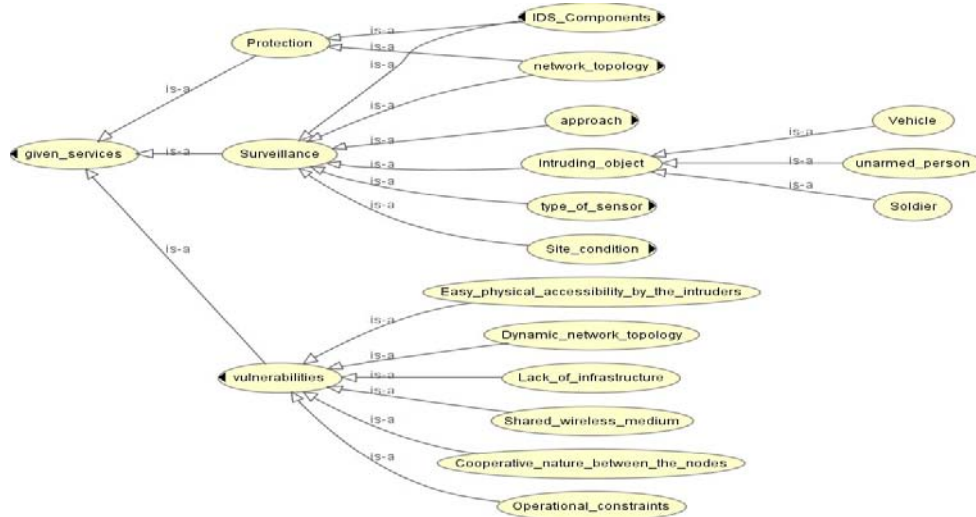 IDS_Components
is-a
Protection
is-a
network_topology
is-a
is-a
is-a
approach
Vehicle
is-a
is-a
given_services
is-a
Surveillance
is-a
Intruding_object
is-a
unarmed_person
is-a
type_of_sensor
is-a
Soldier
is-a
Site_condition
Easy_physical_accessibility_by_the_intruders
is-a
Dynamic_network_topology
is-a
vulnerabilities
is-a
Lack_of_infrastructure
is-a
Shared_wireless_medium
is-a
Cooperative_nature_between_the_nodes
is-a
Operational_constraints